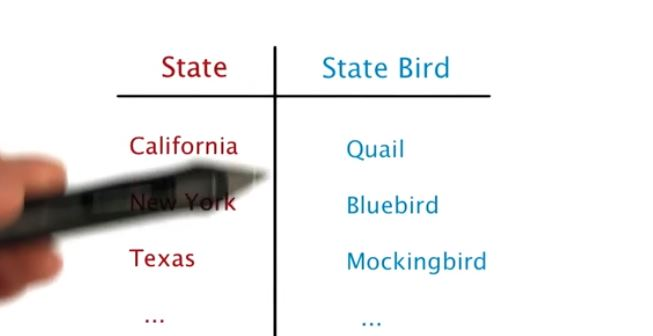 State State Bird
California Quail
New York Bluebird
Texas Mockingbird
... ...